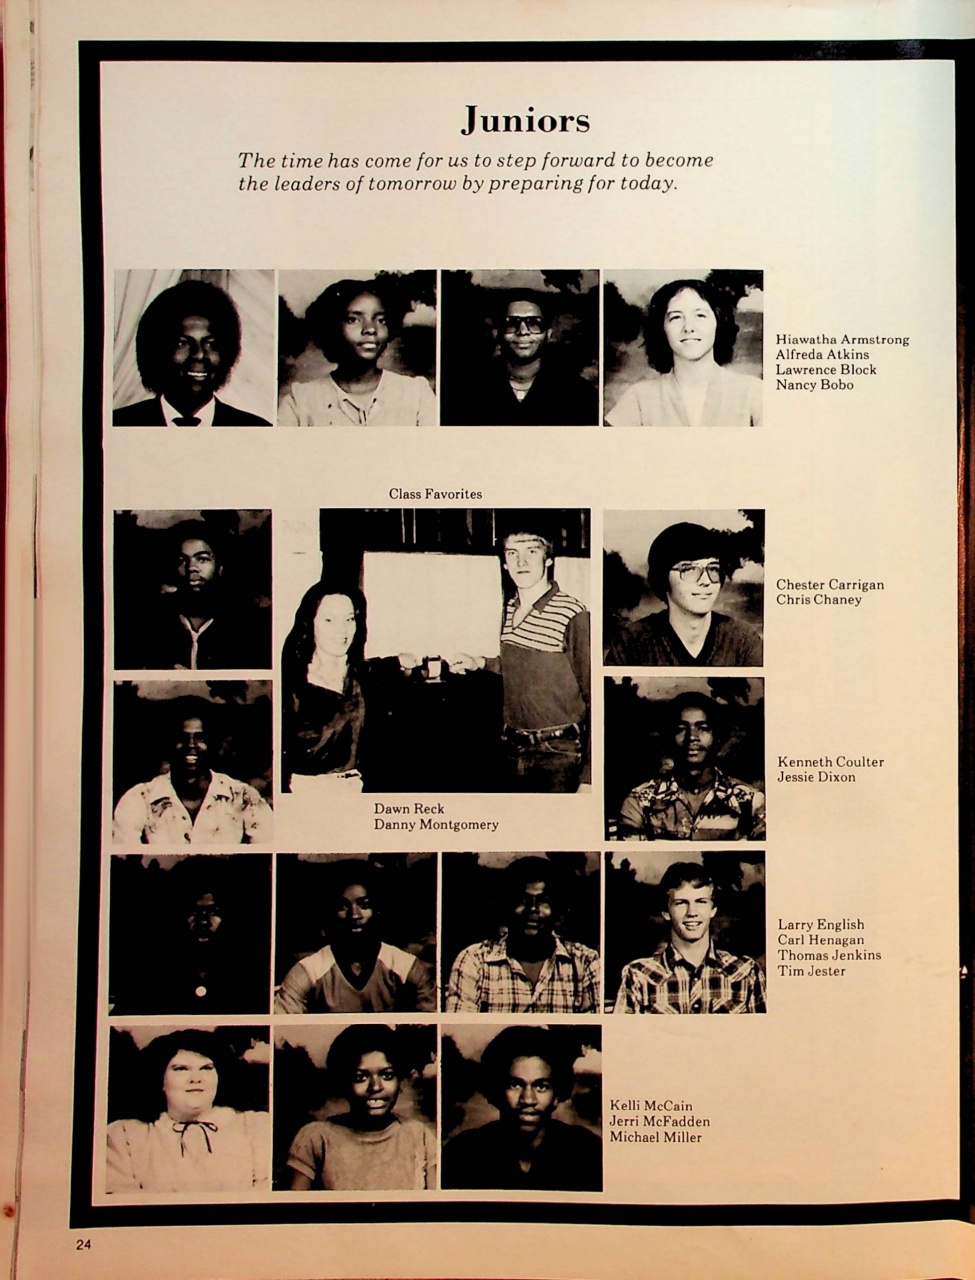 Juniors
The time has come for us to step forward to become
the leaders of tomorrow by preparing for today.
Hiawatha Armstrong
Alfreda Atkins
Lawrence Block
Nancy Bobo
Class Favorites
Chester Carrigan
Chris Chaney
Kenneth Coulter
Jessie Dixon
Dawn Reck
Danny Montgomery
Larry English
Carl Henagan
Thomas Jenkins
Tim Jester
Kelli McCain
Jerri McFadden
Michael Miller
24